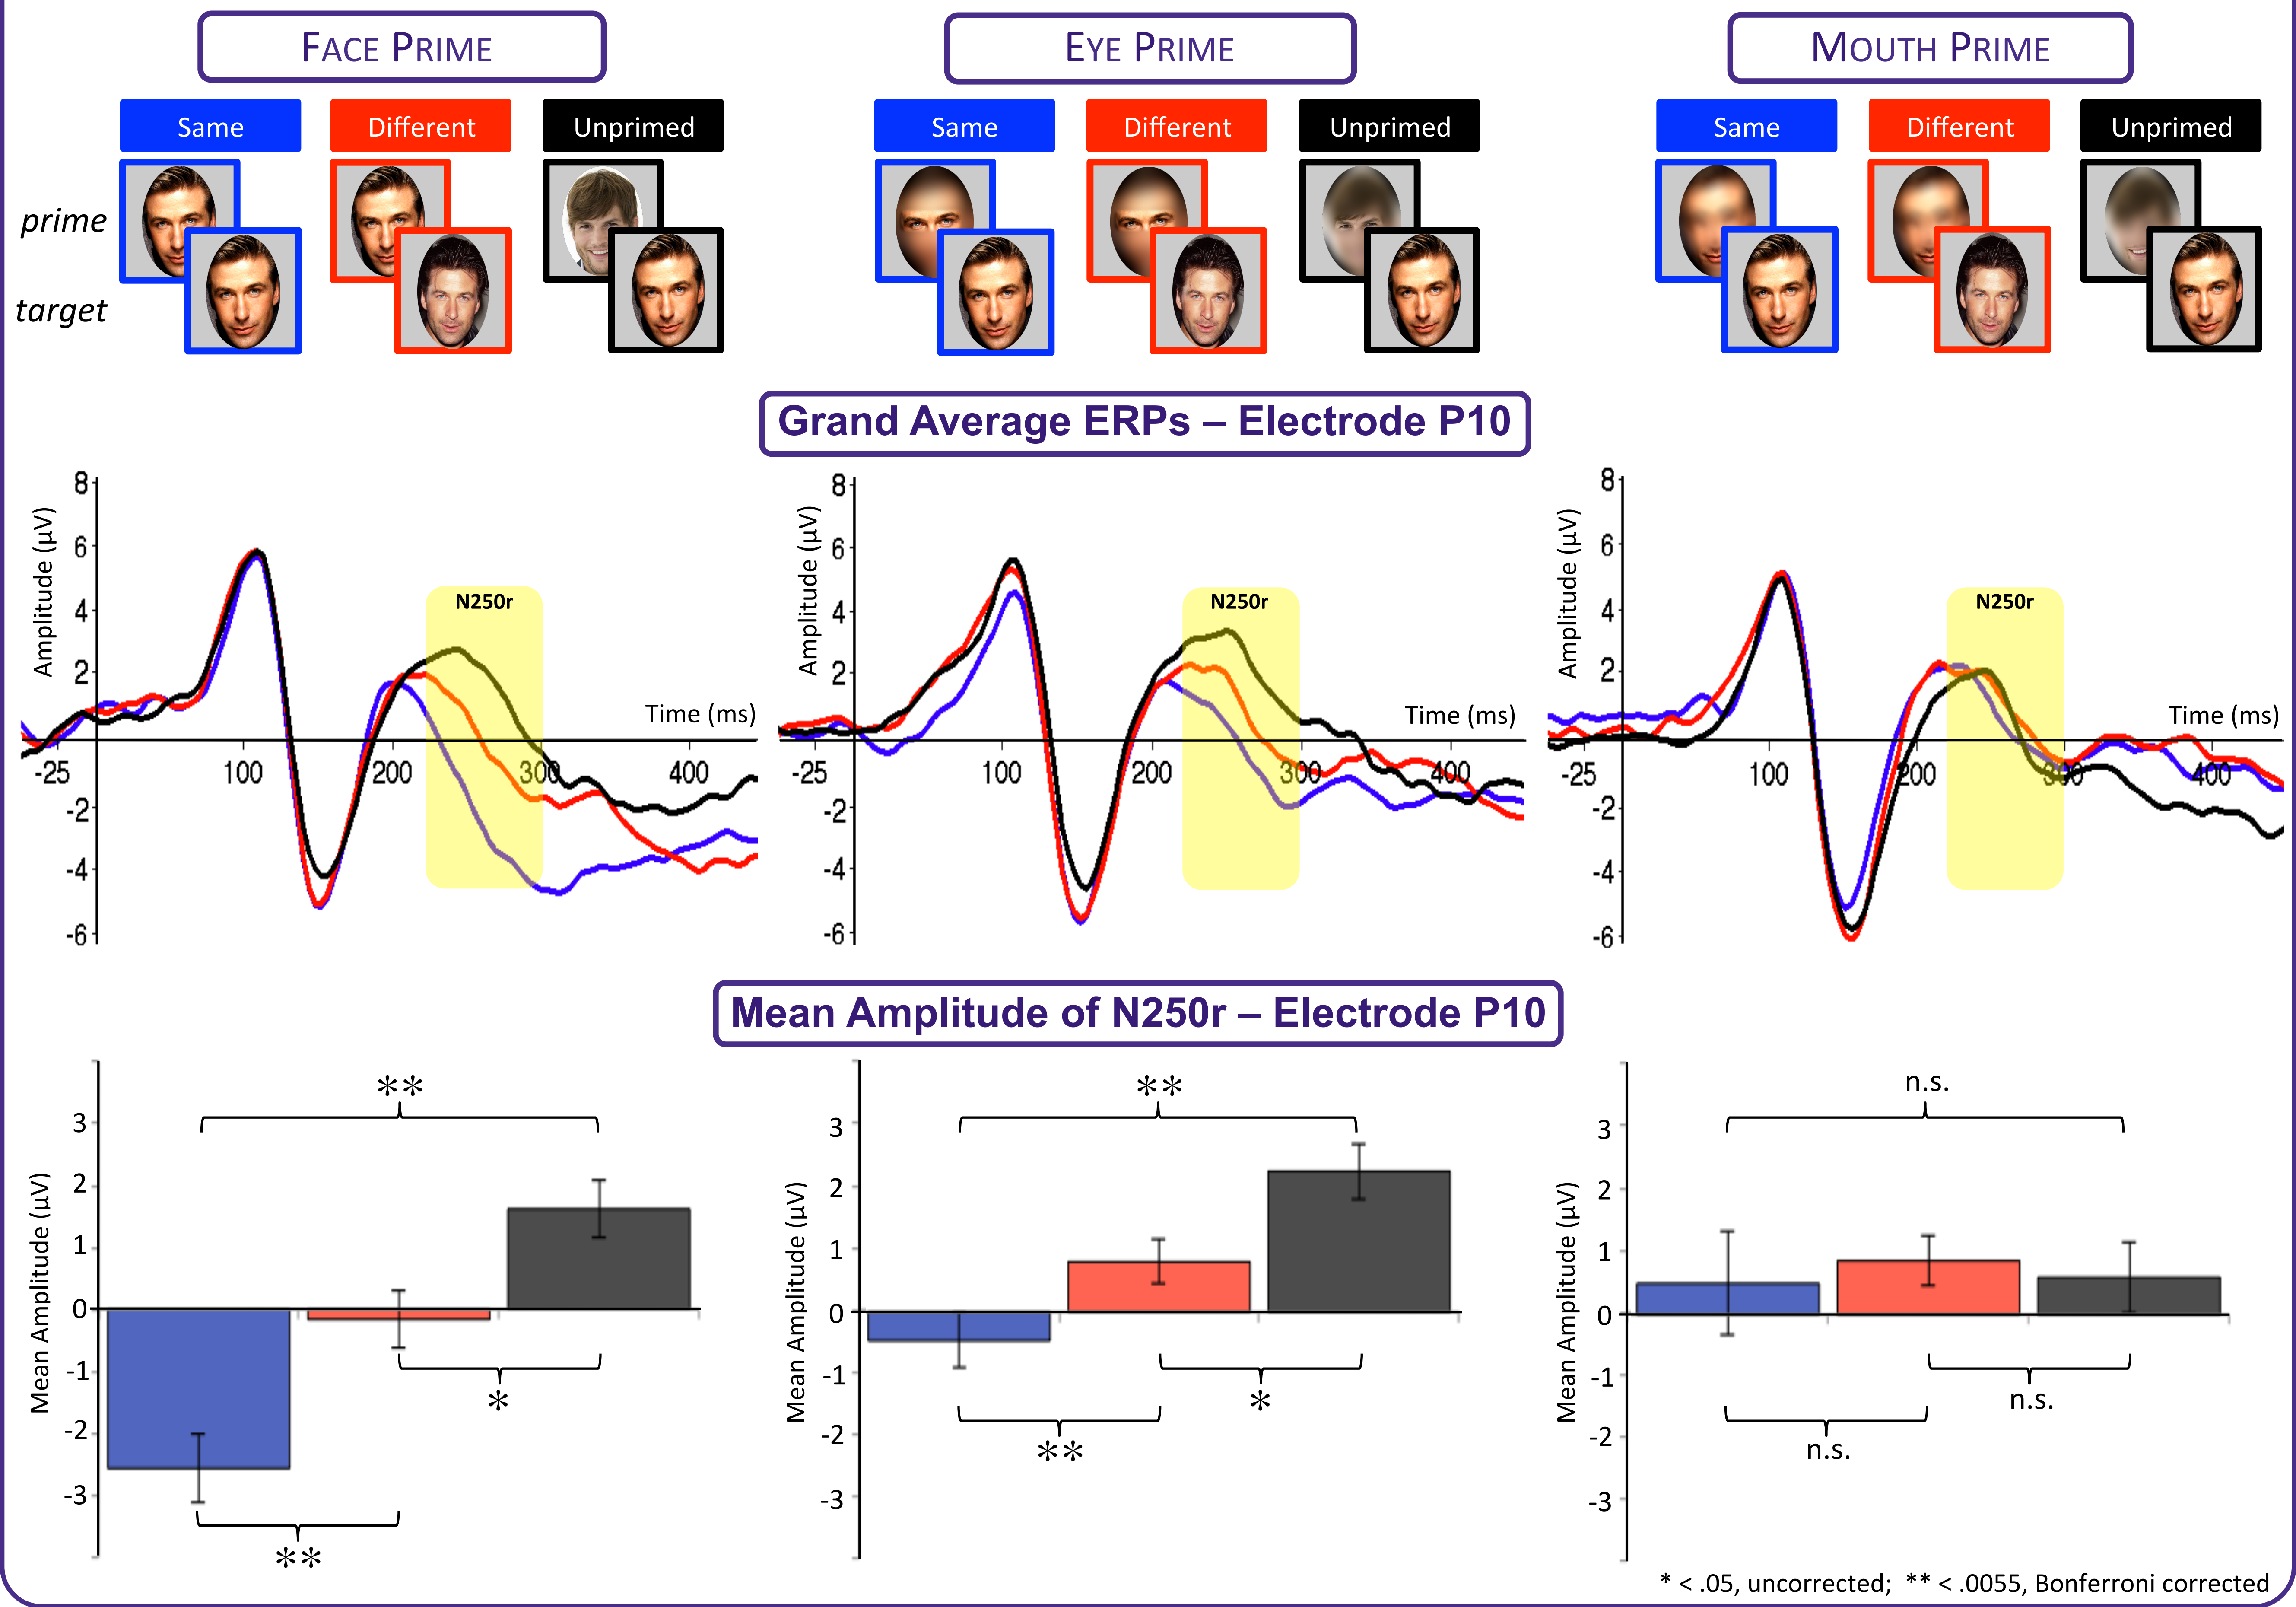 FACE PRIME
EYE PRIME
MOUTH PRIME
Same Different Unprimed
Same Different Unprimed
Same Different Unprimed
prime
target
Grand Average ERPs – Electrode P10
Amplitude (µV)
8
6
4
2
-2
-4
-6
-25 100 200 300 400
N250r
Time (ms)
Amplitude (µV)
8
6
4
2
-2
-4
-6
-25 100 200 300 400
N250r
Time (ms)
Amplitude (µV)
8
6
4
2
-2
-4
-6
-25 100 200 300 400
N250r
Time (ms)
Mean Amplitude of N250r – Electrode P10
Mean Amplitude (µV)
3
2
1
0
-1
-2
-3
**
*
**
Mean Amplitude (µV)
3
2
1
0
-1
-2
-3
**
*
**
Mean Amplitude (µV)
3
2
1
0
-1
-2
-3
n.s.
n.s.
n.s.
* < .05, uncorrected; ** < .0055, Bonferroni corrected